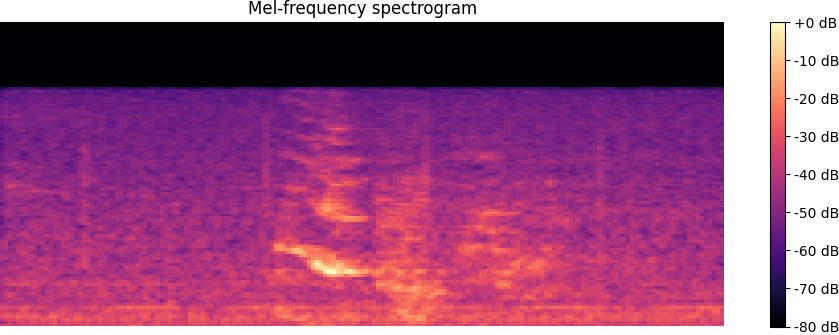 Mel-frequency spectrogram
+0 dB
-10 dB
-20 dB
-30 dB
-40 dB
-50 dB
-60 dB
-70 dB
-80 dB